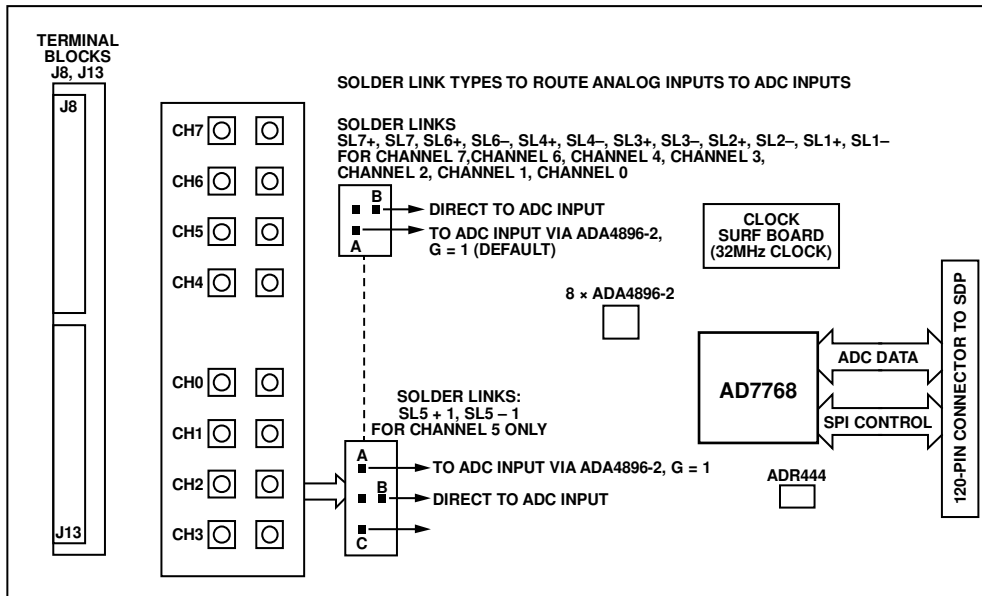 TERMINAL
BLOCKS
J8, J13
J8
J13
CH7
CH6
CH5
CH4
CH0
CH1
CH2
CH3
SOLDER LINK TYPES TO ROUTE ANALOG INPUTS TO ADC INPUTS
SOLDER LINKS
SL7+, SL7, SL6+, SL6–, SL4+, SL4–, SL3+, SL3–, SL2+, SL2–, SL1+, SL1–
FOR CHANNEL 7,CHANNEL 6, CHANNEL 4, CHANNEL 3,
CHANNEL 2, CHANNEL 1, CHANNEL 0
B
DIRECT TO ADC INPUT
A
TO ADC INPUT VIA ADA4896-2,
G = 1 (DEFAULT)
SOLDER LINKS:
SL5 + 1, SL5 – 1
FOR CHANNEL 5 ONLY
A
TO ADC INPUT VIA ADA4896-2, G = 1
B
DIRECT TO ADC INPUT
C
CLOCK
SURF BOARD
(32MHz CLOCK)
8 × ADA4896-2
AD7768
ADC DATA
SPI CONTROL
ADR444
120-PIN CONNECTOR TO SDP